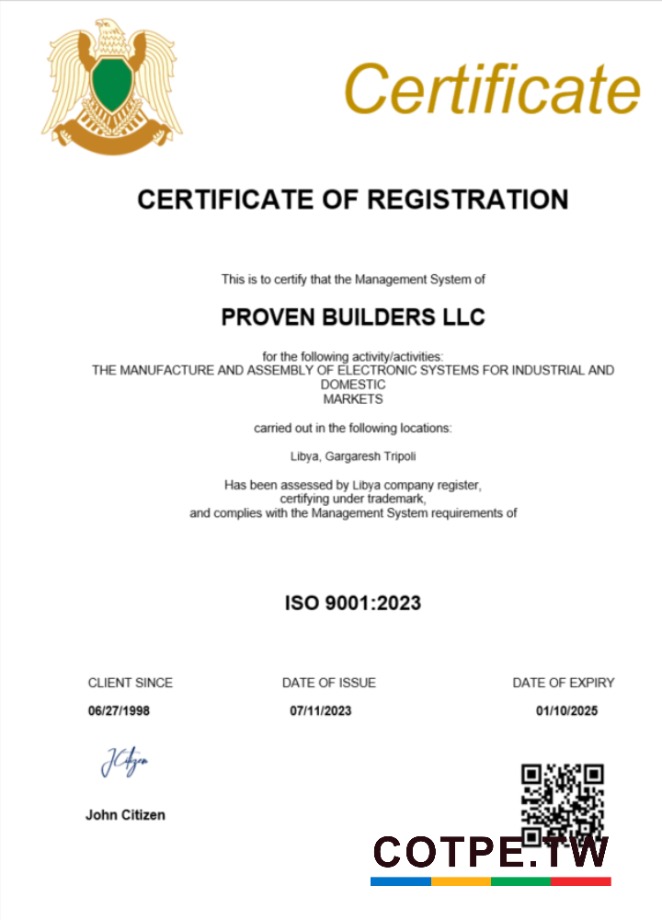 Certificate
CERTIFICATE OF REGISTRATION
This is to certify that the Management System of
PROVEN BUILDERS LLC
for the following activity/activities:
THE MANUFACTURE AND ASSEMBLY OF ELECTRONIC SYSTEMS FOR INDUSTRIAL AND
DOMESTIC
MARKETS
carried out in the following locations:
Libya, Gargaresh Tripoli
Has been assessed by Libya company register,
certifying under trademark,
and complies with the Management System requirements of
ISO 9001:2023
CLIENT SINCE DATE OF ISSUE DATE OF EXPIRY
06/27/1998 07/11/2023 01/10/2025
JCitizen
John Citizen
COTPE.TW